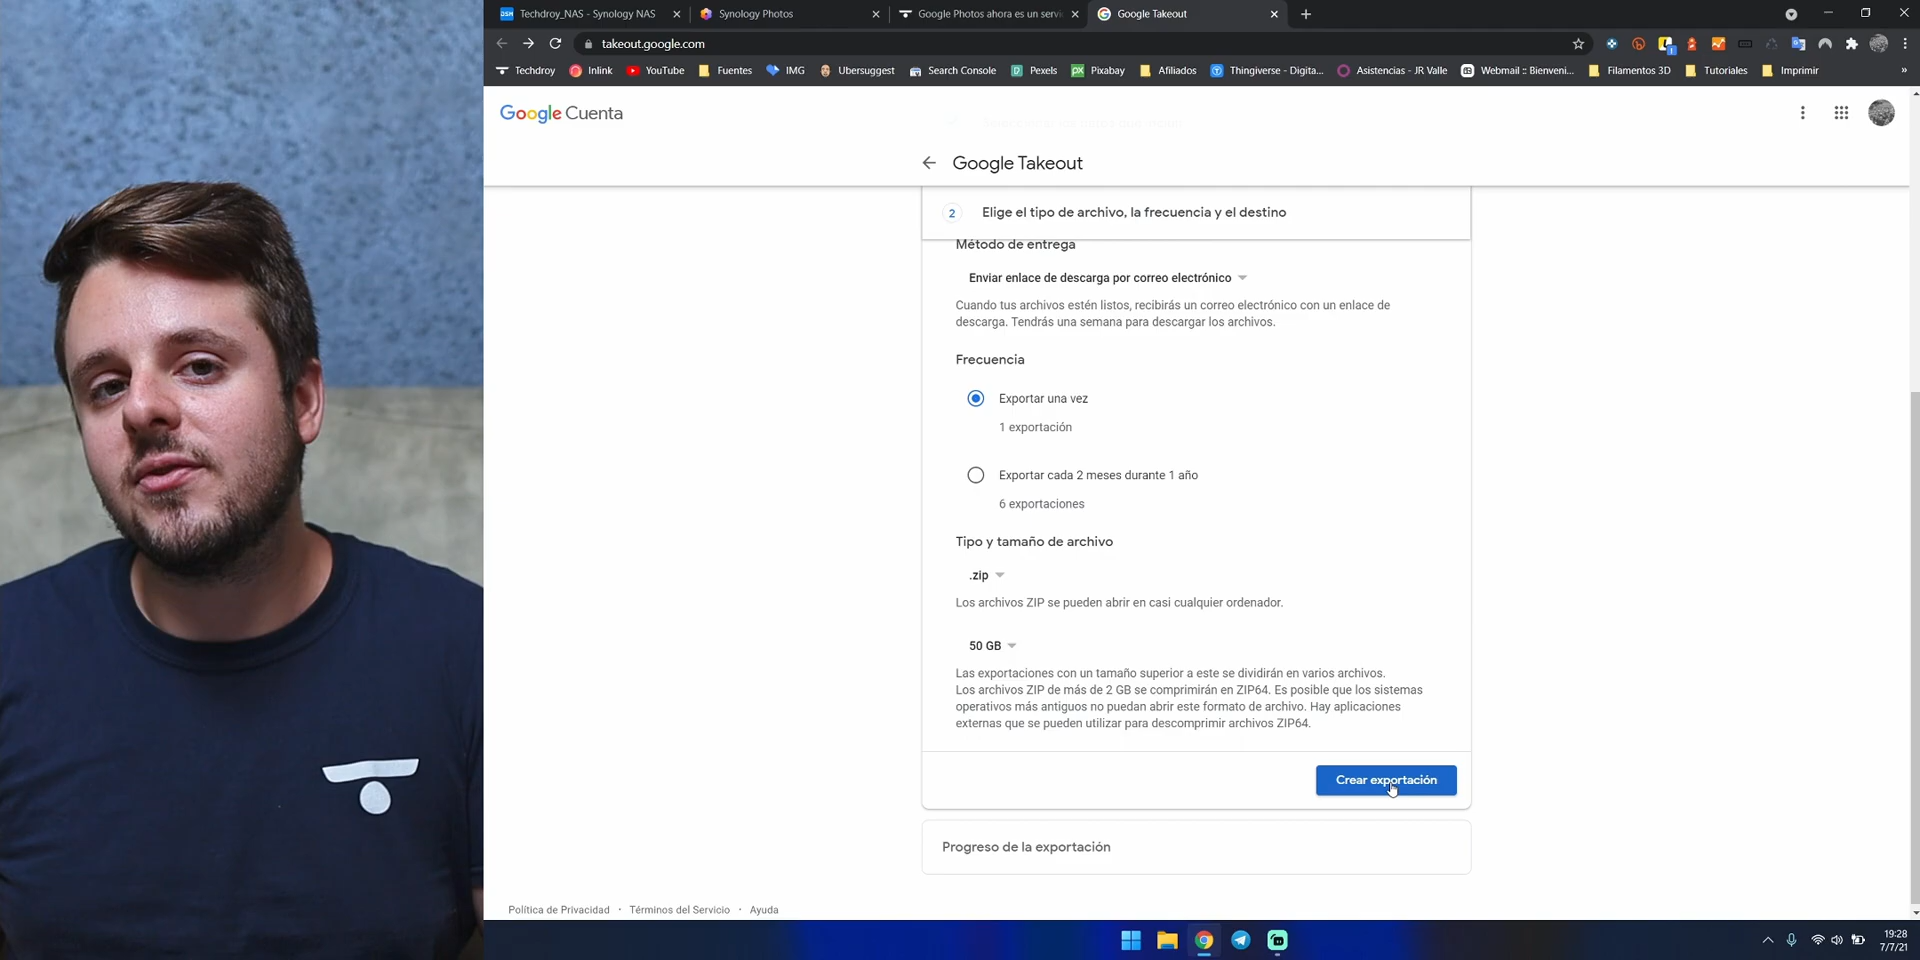 Techdroy_NAS - Synology NAS
Synology Photos
Google Photos ahora es un servi
Google Takeout
takeout.google.com
Techdroy
Inlink
YouTube
Fuentes
IMG
Ubersuggest
Search Console
Pexels
Pixabay
Afiliados
Thingiverse - Digita...
Asistencias - JR Valle
Webmail :: Bienveni...
Filamentos 3D
Tutoriales
Imprimir
»
Google Cuenta
Google Takeout
2 Elige el tipo de archivo, la frecuencia y el destino
Método de entrega
Enviar enlace de descarga por correo electrónico
Cuando tus archivos estén listos, recibirás un correo electrónico con un enlace de
descarga. Tendrás una semana para descargar los archivos.
Frecuencia
Exportar una vez
1 exportación
Exportar cada 2 meses durante 1 año
6 exportaciones
Tipo y tamaño de archivo
.zip
Los archivos ZIP se pueden abrir en casi cualquier ordenador.
50 GB
Las exportaciones con un tamaño superior a este se dividirán en varios archivos.
Los archivos ZIP de más de 2 GB se comprimirán en ZIP64. Es posible que los sistemas
operativos más antiguos no puedan abrir este formato de archivo. Hay aplicaciones
externas que se pueden utilizar para descomprimir archivos ZIP64.
Crear exportación
Progreso de la exportación
Política de Privacidad · Términos del Servicio · Ayuda
19:28
7/7/21